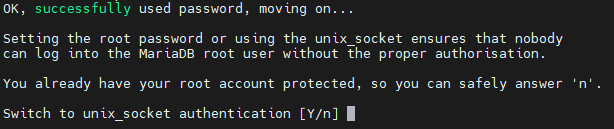 OK, successfully used password, moving on...
Setting the root password or using the unix_socket ensures that nobody
can log into the MariaDB root user without the proper authorisation.
You already have your root account protected, so you can safely answer 'n'.
Switch to unix_socket authentication [Y/n]